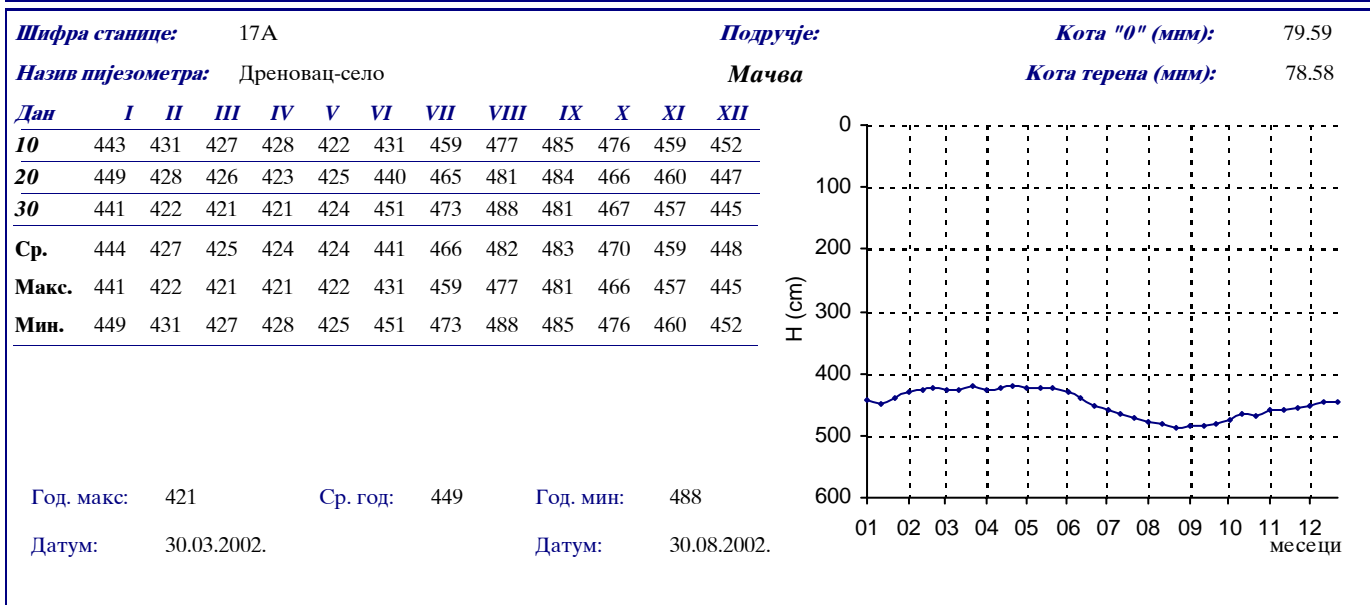 Шифра станице: 17А Подручје: Кота "0" (мнм): 79.59
Назив пијезометра: Дреновац-село Мачва Кота терена (мнм): 78.58
Дан I II III IV V VI VII VIII IX X XI XII
10 443 431 427 428 422 431 459 477 485 476 459 452
20 449 428 426 423 425 440 465 481 484 466 460 447
30 441 422 421 421 424 451 473 488 481 467 457 445
Ср. 444 427 425 424 424 441 466 482 483 470 459 448
Макс. 441 422 421 421 422 431 459 477 481 466 457 445
Мин. 449 431 427 428 425 451 473 488 485 476 460 452
Год. макс: 421 Ср. год: 449 Год. мин: 488
Датум: 30.03.2002. Датум: 30.08.2002.
0
100
200
300
400
500
600
H (cm)
01 02 03 04 05 06 07 08 09 10 11 12
месеци